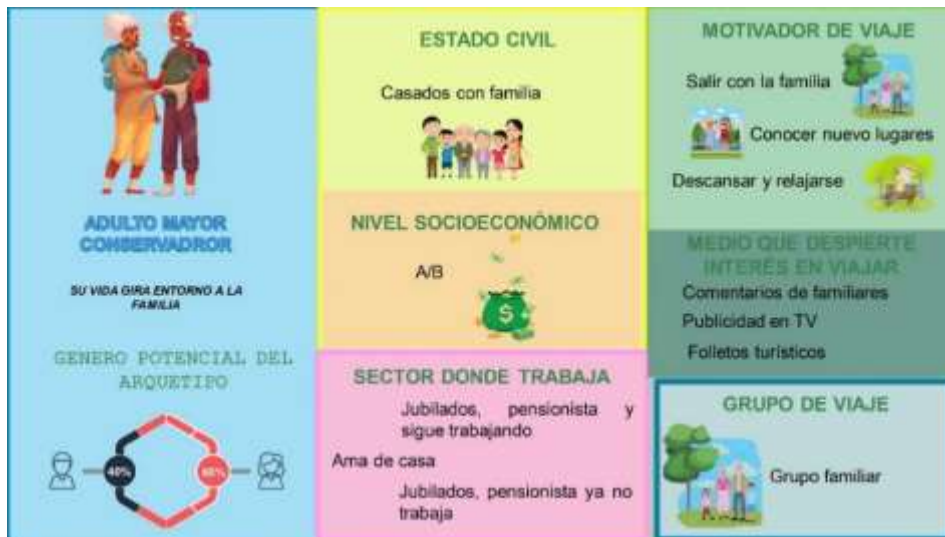 ADULTO MAYOR
CONSERVADROR
SU VIDA GIRA ENTORNO A LA
FAMILIA
GENERO POTENCIAL DEL
ARQUETIPO
40%
60%
ESTADO CIVIL
Casados con familia
NIVEL SOCIOECONÓMICO
A/B
$
SECTOR DONDE TRABAJA
Jubilados, pensionista y
sigue trabajando
Ama de casa
Jubilados, pensionista ya no
trabaja
MOTIVADOR DE VIAJE
Salir con la familia
Conocer nuevo lugares
Descansar y relajarse
MEDIO QUE DESPIERTE
INTERÉS EN VIAJAR
Comentarios de familiares
Publicidad en TV
Folletos turísticos
GRUPO DE VIAJE
Grupo familiar